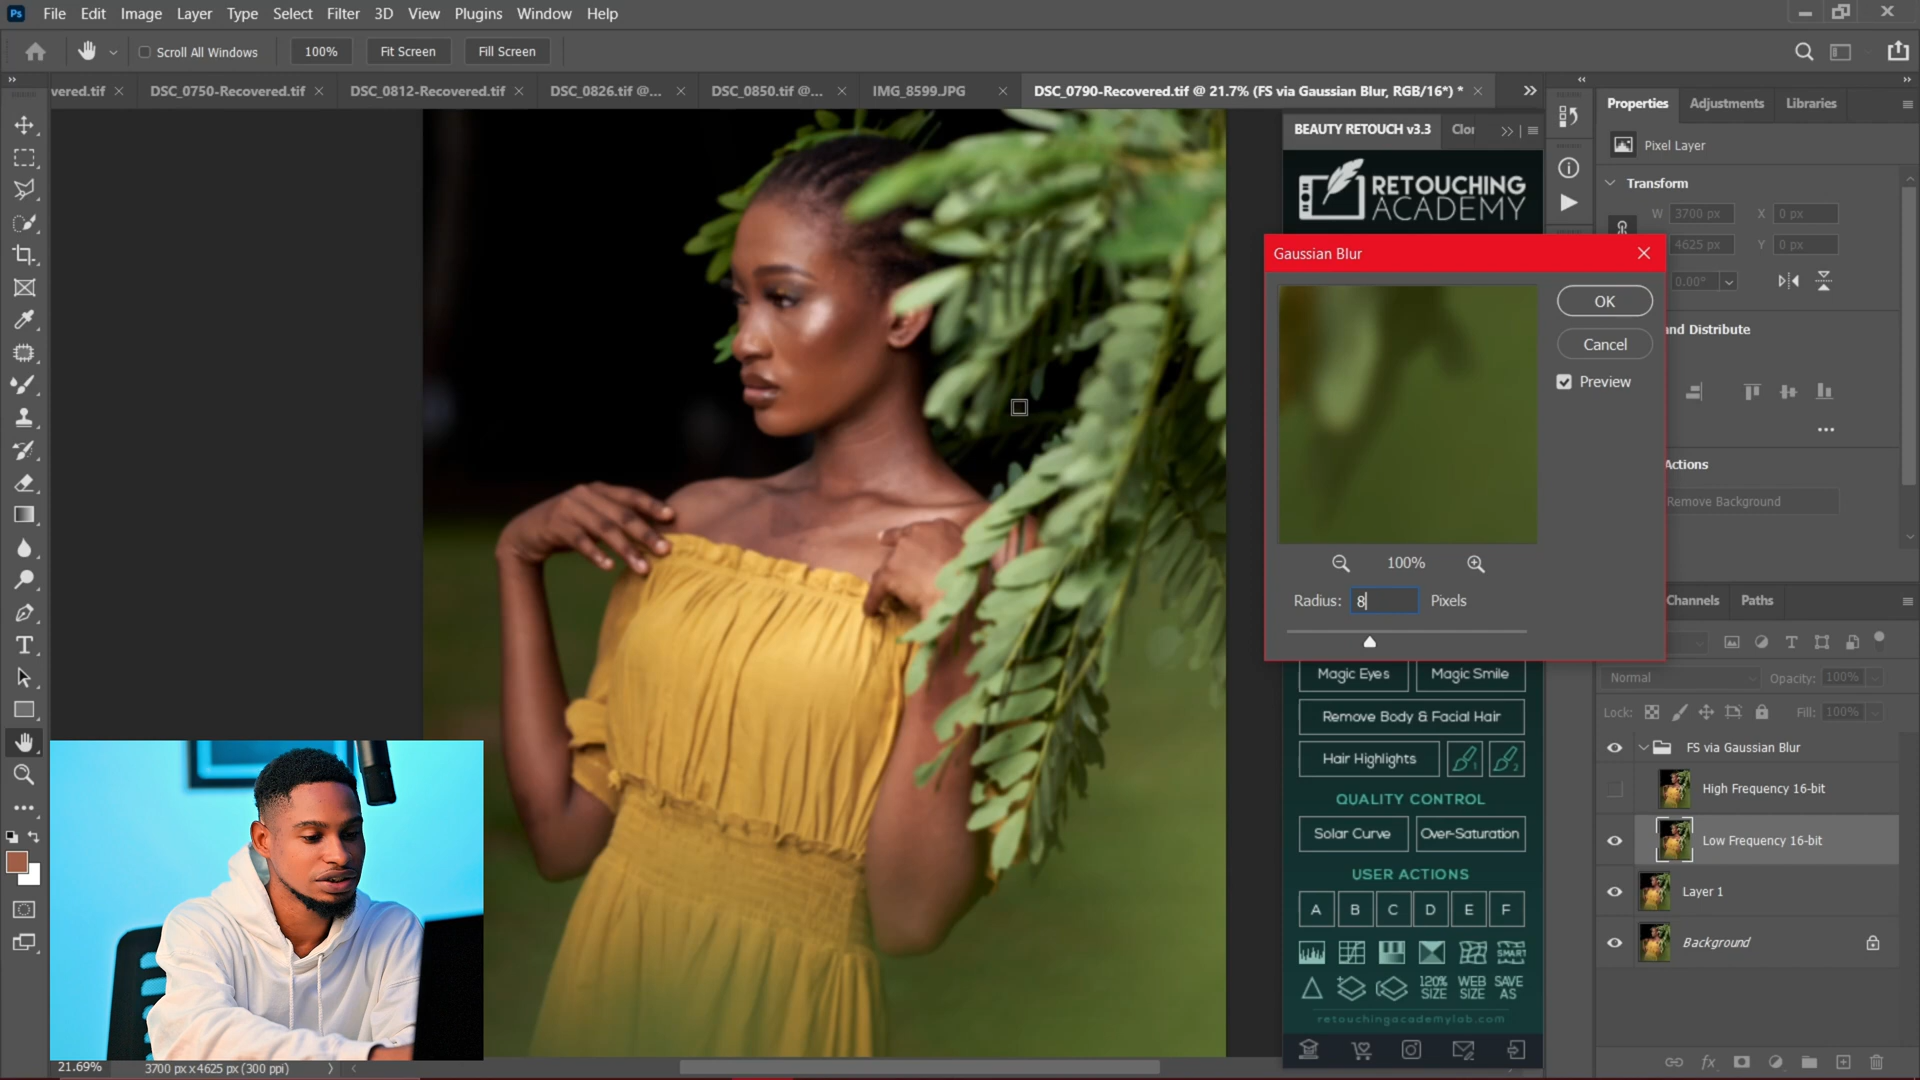 Ps File Edit Image Layer Type Select Filter 3D View Plugins Window Help
Scroll All Windows 100% Fit Screen Fill Screen
vered.tif DSC_0750-Recovered.tif DSC_0812-Recovered.tif DSC_0826.tif @... DSC_0850.tif @... IMG_8599.JPG DSC_0790-Recovered.tif @ 21.7% (FS via Gaussian Blur, RGB/16*) *
BEAUTY RETOUCH v3.3 Clo
RETOUCHING
ACADEMY
Gaussian Blur
OK
Cancel
Preview
100%
Radius: 8 Pixels
Magic Eyes Magic Smile
Remove Body & Facial Hair
Hair Highlights 1 2
QUALITY CONTROL
Solar Curve Over-Saturation
USER ACTIONS
A B C D E F
SMART
120% SIZE WEB SIZE SAVE AS
retouchingacademylab.com
Properties Adjustments Libraries
Pixel Layer
Transform
W 3700 px X 0 px
4625 px Y 0 px
0.00°
and Distribute
Actions
Remove Background
Channels Paths
Normal Opacity: 100%
Lock: Fill: 100%
FS via Gaussian Blur
High Frequency 16-bit
Low Frequency 16-bit
Layer 1
Background
fx
21.69% 3700 px x 4625 px (300 ppi)